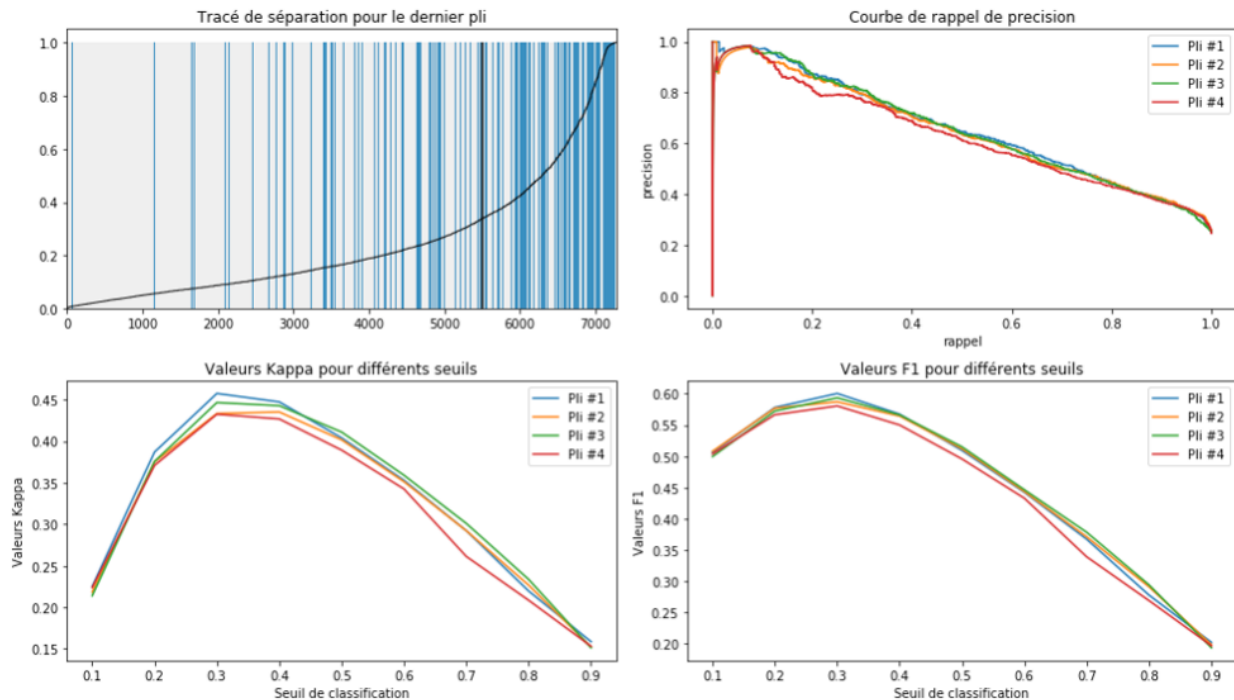 Tracé de séparation pour le dernier pli
1.0
0.8
0.6
0.4
0.2
0.0
0 1000 2000 3000 4000 5000 6000 7000
Courbe de rappel de precision
Pli #1
Pli #2
Pli #3
Pli #4
precision
1.0
0.8
0.6
0.4
0.2
0.0
0.0 0.2 0.4 0.6 0.8 1.0
rappel
Valeurs Kappa pour différents seuils
Pli #1
Pli #2
Pli #3
Pli #4
Valeurs Kappa
0.45
0.40
0.35
0.30
0.25
0.20
0.15
0.1 0.2 0.3 0.4 0.5 0.6 0.7 0.8 0.9
Seuil de classification
Valeurs F1 pour différents seuils
Pli #1
Pli #2
Pli #3
Pli #4
Valeurs F1
0.60
0.55
0.50
0.45
0.40
0.35
0.30
0.25
0.20
0.1 0.2 0.3 0.4 0.5 0.6 0.7 0.8 0.9
Seuil de classification